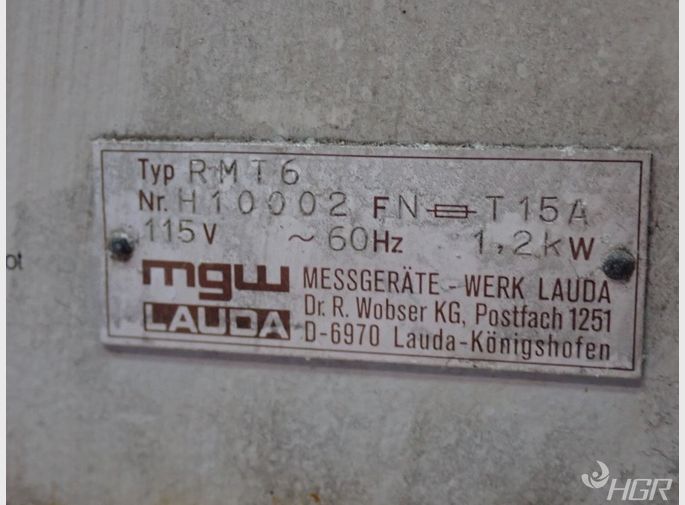 Typ RMT6
Nr. H10002 FN T15A
115V ~ 60Hz 1,2kW
mgw MESSGERÄTE-WERK LAUDA
LAUDA Dr. R. Wobser KG, Postfach 1251
D-6970 Lauda-Königshofen
HGR